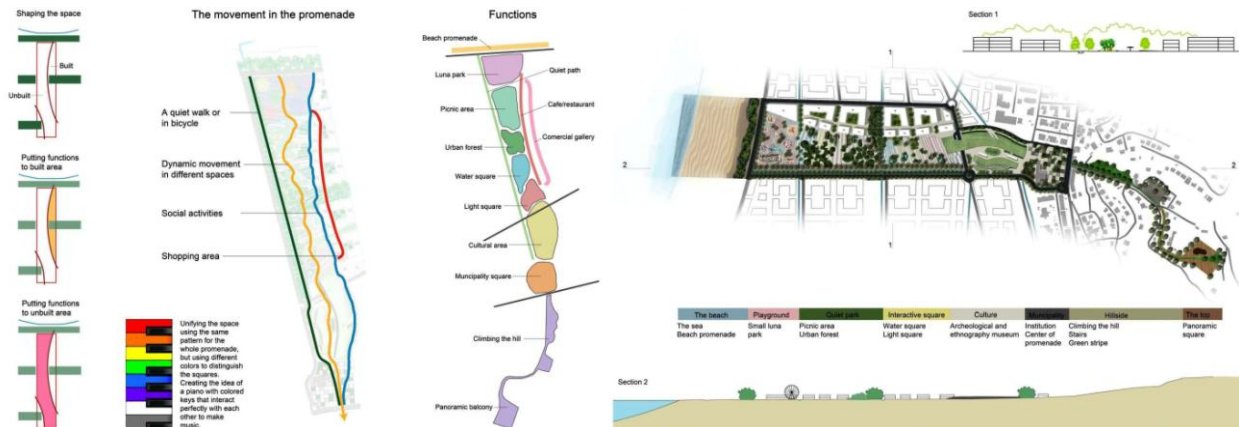 Shaping the space
Built
Unbuilt
Putting functions
to built area
Putting functions
to unbuilt area
The movement in the promenade
A quiet walk or
in bicycle
Dynamic movement
in different spaces
Social activities
Shopping area
Unifying the space
using the same
pattern for the
whole promenade,
but using different
colors to distinguish
the squares.
Creating the idea of
a piano with colored
keys that interact
perfectly with each
other to make
music.
Functions
Beach promenade
Luna park
Quiet path
Picnic area
Cafe/restaurant
Comercial gallery
Urban forest
Water square
Light square
Cultural area
Muncipality square
Climbing the hill
Panoramic balcony
Section 1
1
2
2
1
The beach
Playground
Quiet park
Interactive square
Culture
Municipality
Hillside
The top
The sea
Beach promenade
Small luna
park
Picnic area
Urban forest
Water square
Light square
Archeological and
ethnography museum
Institution
Center of
promenade
Climbing the hill
Stairs
Green stripe
Panoramic
square
Section 2